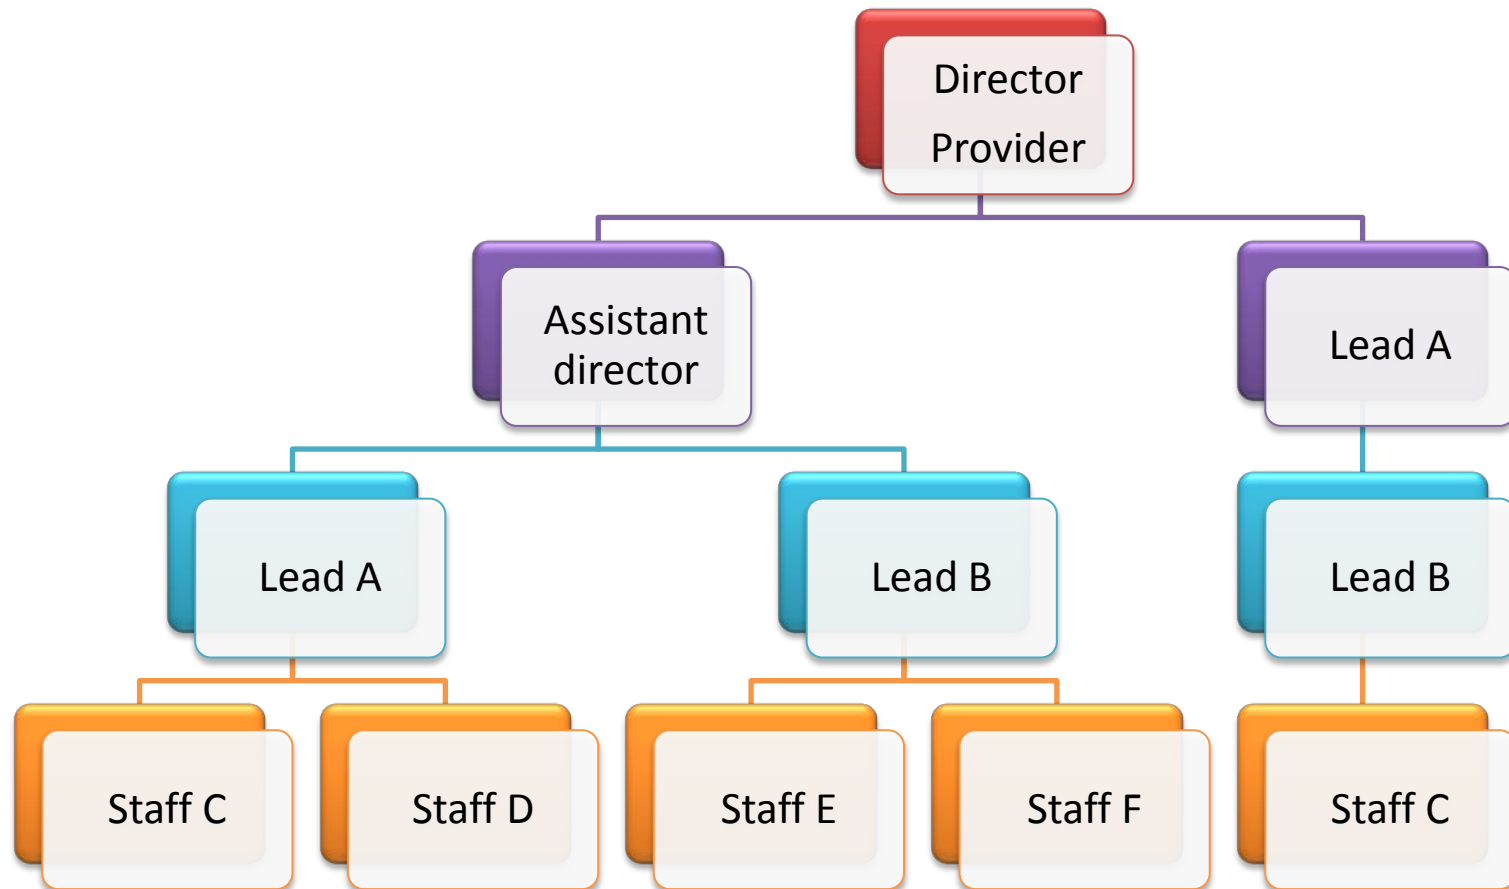 Director
Provider
Assistant
director
Lead A
Lead A
Lead B
Lead B
Staff C
Staff D
Staff E
Staff F
Staff C